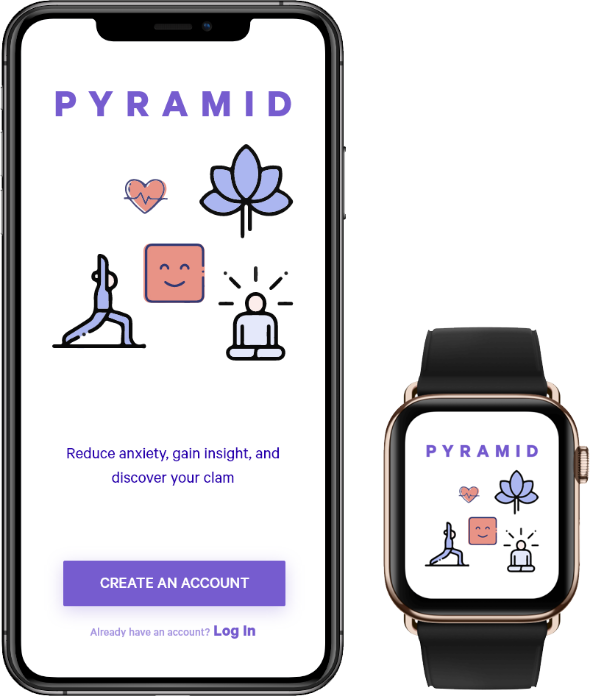 PYRAMID
Reduce anxiety, gain insight, and
discover your clam
CREATE AN ACCOUNT
Already have an account? Log In
PYRAMID